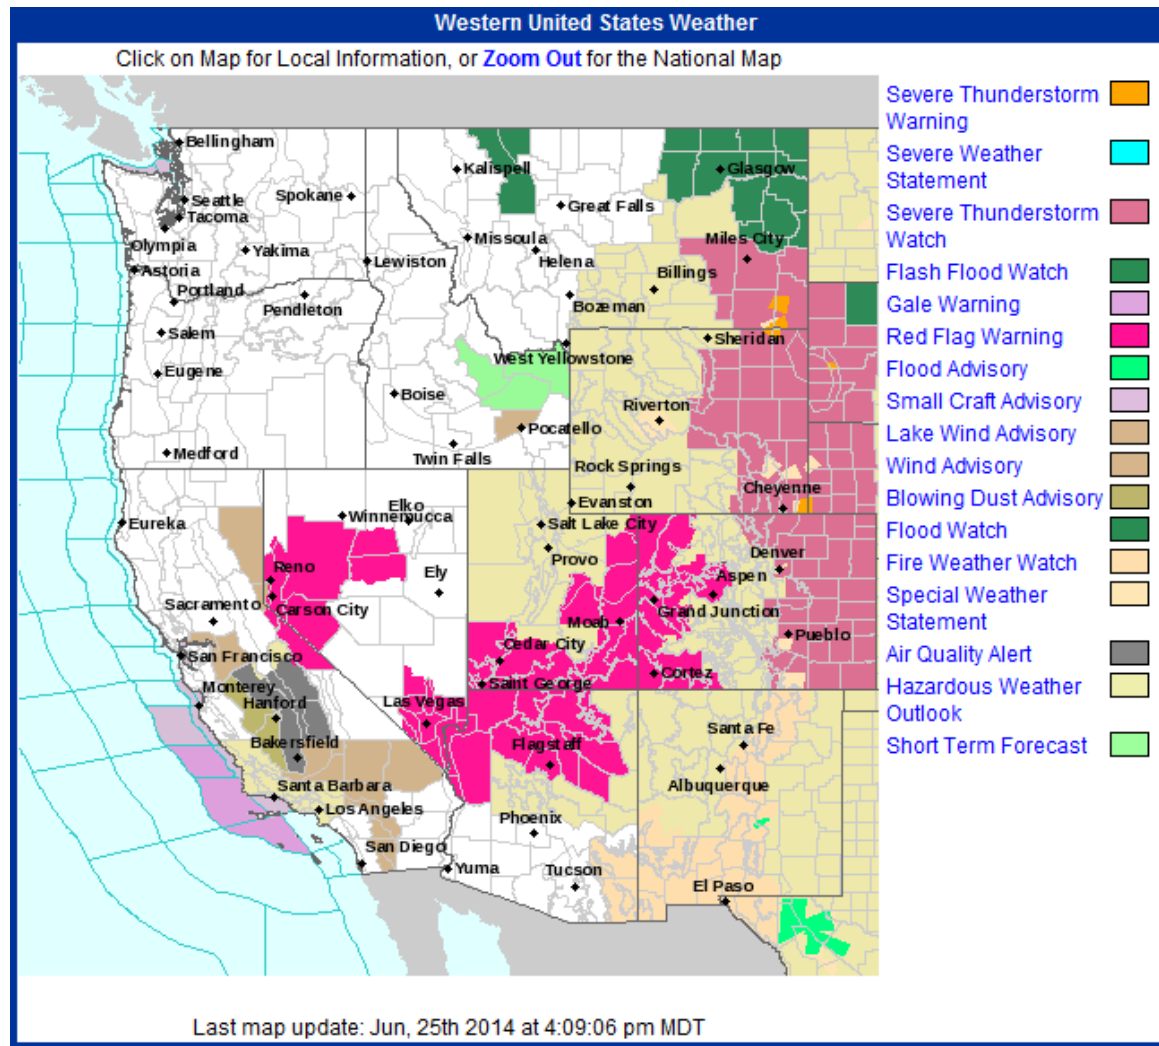 Western United States Weather
Click on Map for Local Information, or Zoom Out for the National Map
Severe Thunderstorm
Warning
Severe Weather
Statement
Severe Thunderstorm
Watch
Flash Flood Watch
Gale Warning
Red Flag Warning
Flood Advisory
Small Craft Advisory
Lake Wind Advisory
Wind Advisory
Blowing Dust Advisory
Flood Watch
Fire Weather Watch
Special Weather
Statement
Air Quality Alert
Hazardous Weather
Outlook
Short Term Forecast
Bellingham
Kalispell
Glasgow
Spokane
Seattle
Great Falls
Tacoma
Olympia
Yakima
Missoula
Miles City
Helena
Lewiston
Astoria
Billings
Portland
Pendleton
Bozeman
Salem
Sheridan
West Yellowstone
Eugene
Boise
Riverton
Pocatello
Medford
Twin Falls
Rock Springs
Cheyenne
Evanston
Elko
Winnemucca
Eureka
Salt Lake City
Provo
Denver
Reno
Ely
Aspen
Sacramento
Carson City
Grand Junction
Moab
Pueblo
Cedar City
San Francisco
Cortez
Saint George
Monterey
Hanford
Las Vegas
Santa Fe
Bakersfield
Flagstaff
Albuquerque
Santa Barbara
Los Angeles
Phoenix
San Diego
Yuma
Tucson
El Paso
Last map update: Jun, 25th 2014 at 4:09:06 pm MDT